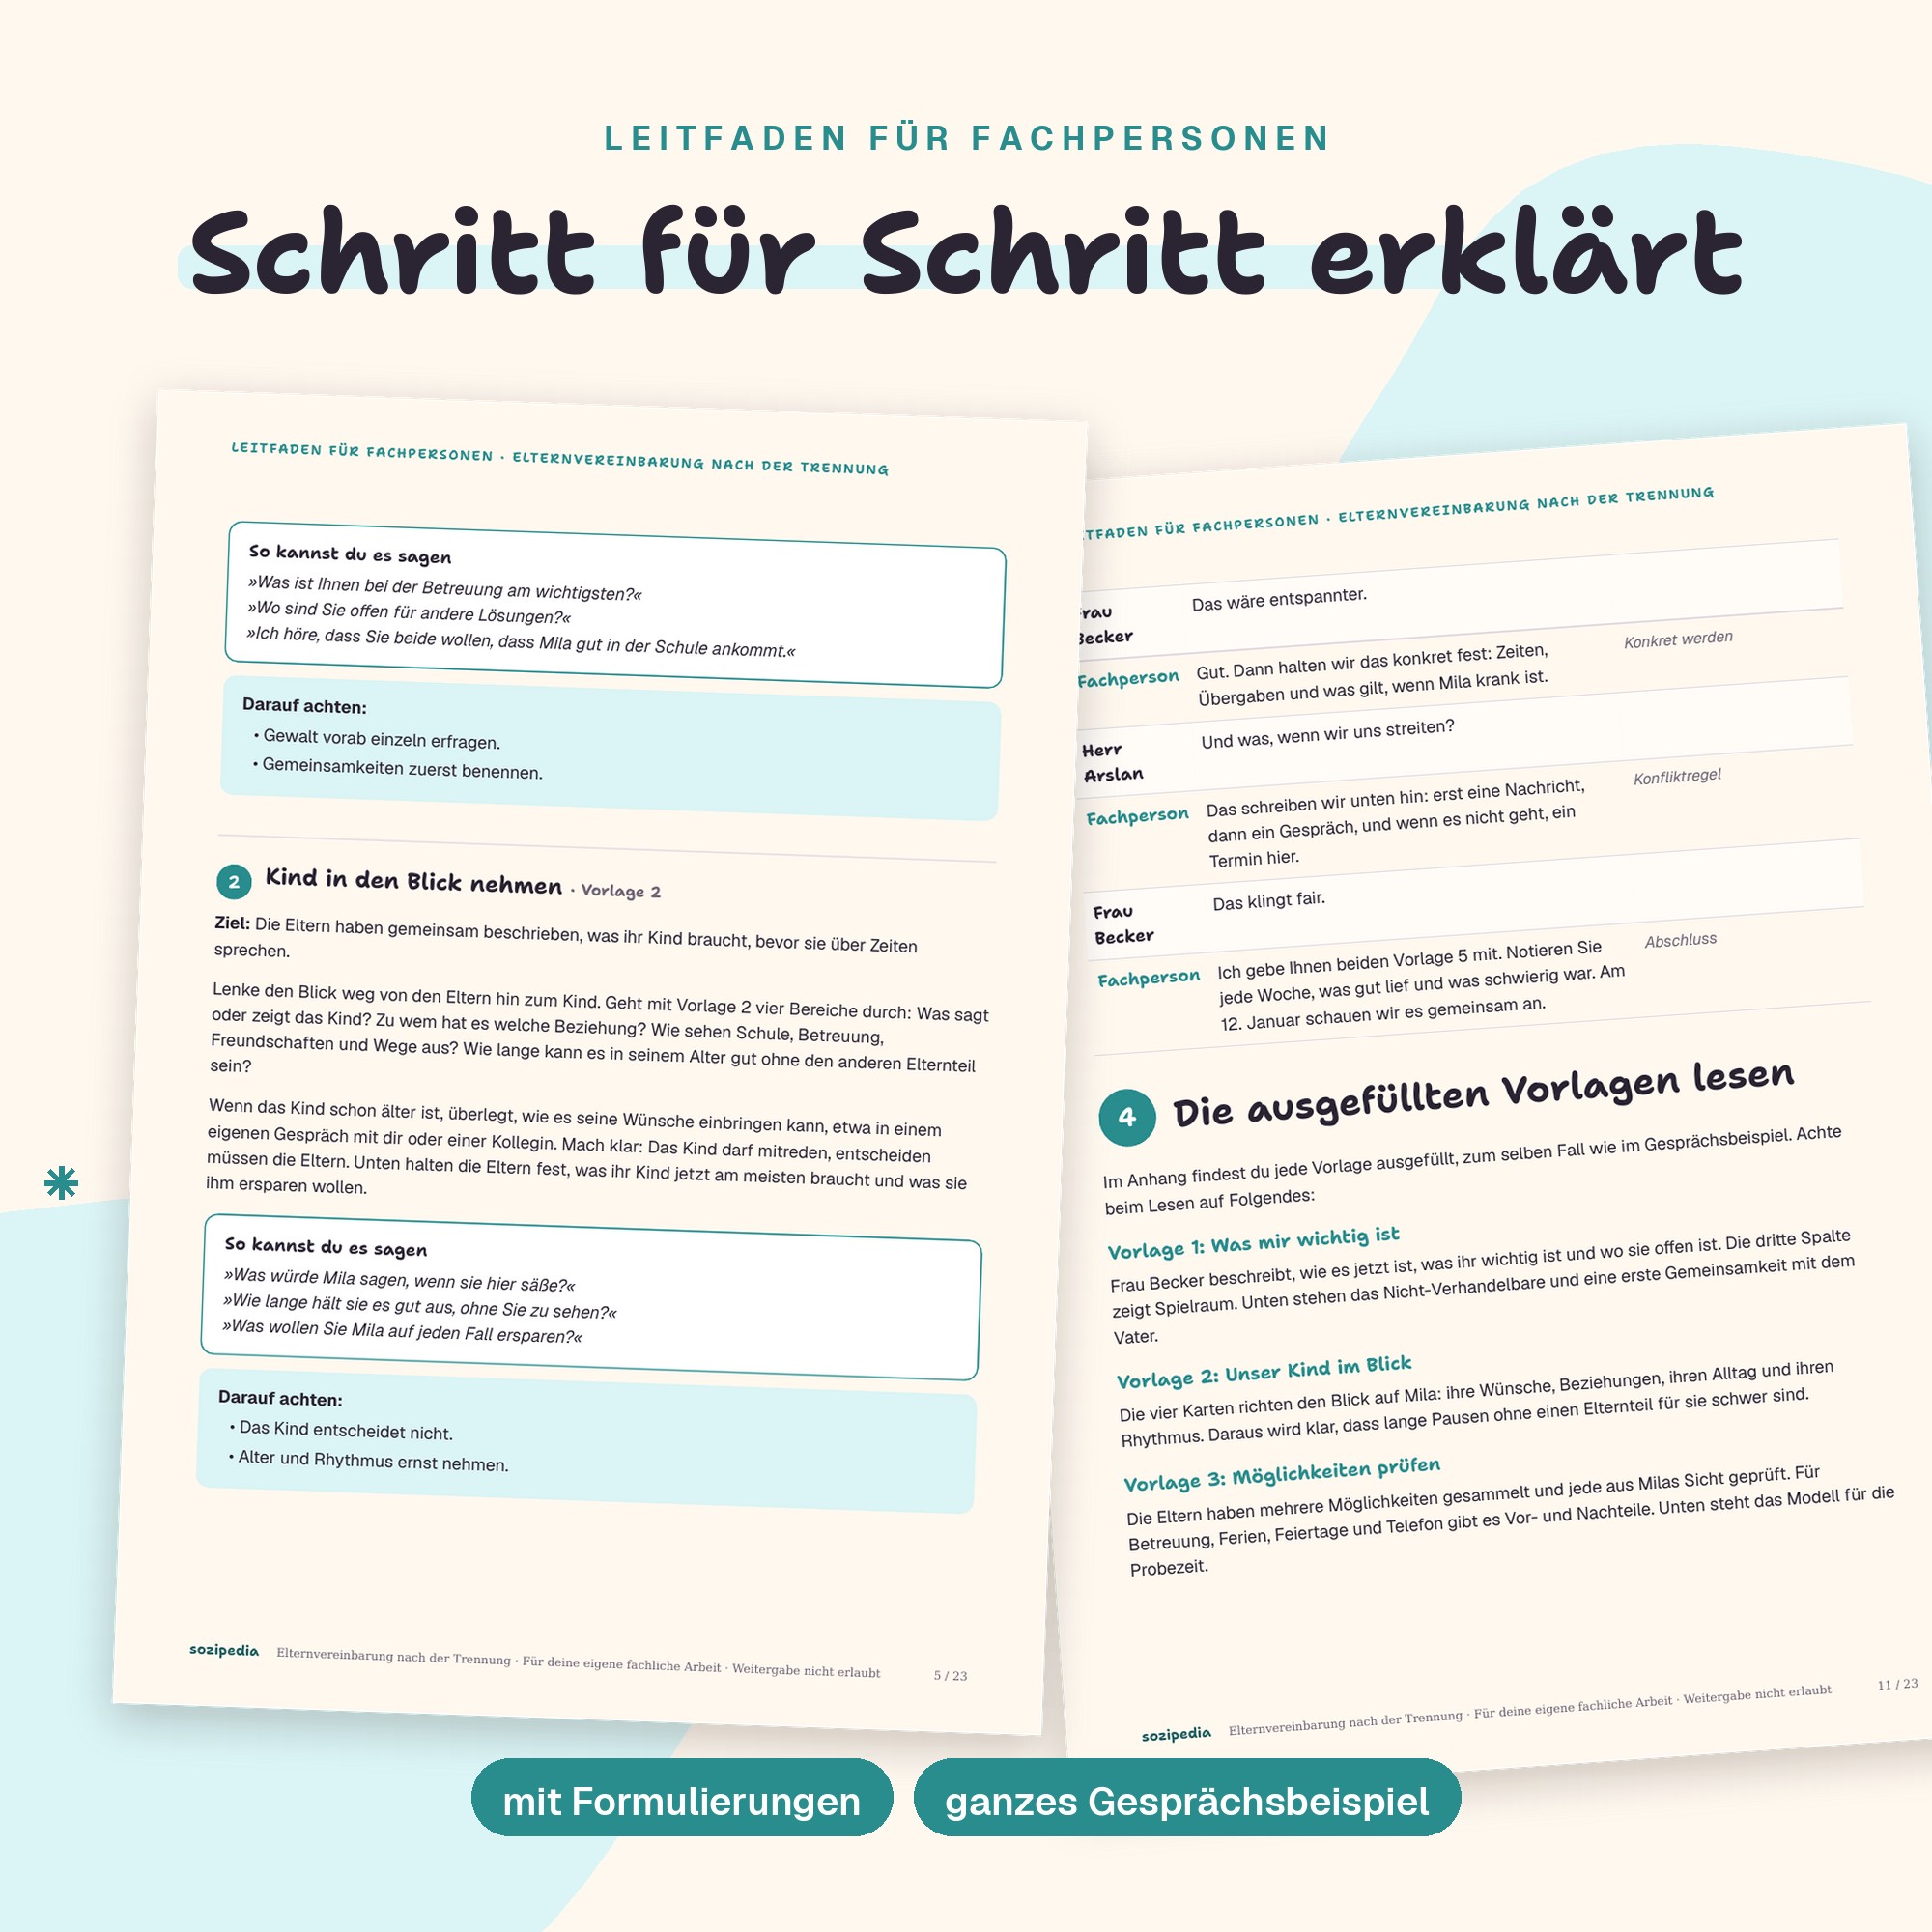 LEITFADEN FÜR FACHPERSONEN
Schritt für Schritt erklärt
LEITFADEN FÜR FACHPERSONEN · ELTERNVEREINBARUNG NACH DER TRENNUNG
So kannst du es sagen
»Was ist Ihnen bei der Betreuung am wichtigsten?«
»Wo sind Sie offen für andere Lösungen?«
»Ich höre, dass Sie beide wollen, dass Mila gut in der Schule ankommt.«
Darauf achten:
• Gewalt vorab einzeln erfragen.
• Gemeinsamkeiten zuerst benennen.
2 Kind in den Blick nehmen · Vorlage 2
Ziel: Die Eltern haben gemeinsam beschrieben, was ihr Kind braucht, bevor sie über Zeiten
sprechen.
Lenke den Blick weg von den Eltern hin zum Kind. Geht mit Vorlage 2 vier Bereiche durch: Was sagt
oder zeigt das Kind? Zu wem hat es welche Beziehung? Wie sehen Schule, Betreuung,
Freundschaften und Wege aus? Wie lange kann es in seinem Alter gut ohne den anderen Elternteil
sein?
Wenn das Kind schon älter ist, überlegt, wie es seine Wünsche einbringen kann, etwa in einem
eigenen Gespräch mit dir oder einer Kollegin. Mach klar: Das Kind darf mitreden, entscheiden
müssen die Eltern. Unten halten die Eltern fest, was ihr Kind jetzt am meisten braucht und was sie
ihm ersparen wollen.
So kannst du es sagen
»Was würde Mila sagen, wenn sie hier säße?«
»Wie lange hält sie es gut aus, ohne Sie zu sehen?«
»Was wollen Sie Mila auf jeden Fall ersparen?«
Darauf achten:
• Das Kind entscheidet nicht.
• Alter und Rhythmus ernst nehmen.
sozipedia Elternvereinbarung nach der Trennung · Für deine eigene fachliche Arbeit · Weitergabe nicht erlaubt 5 / 23
FÜR FACHPERSONEN · ELTERNVEREINBARUNG NACH DER TRENNUNG
Frau Das wäre entspannter.
Becker
Fachperson Gut. Dann halten wir das konkret fest: Zeiten, Konkret werden
Übergaben und was gilt, wenn Mila krank ist.
Herr Und was, wenn wir uns streiten?
Arslan
Fachperson Das schreiben wir unten hin: erst eine Nachricht, Konfliktregel
dann ein Gespräch, und wenn es nicht geht, ein
Termin hier.
Frau Das klingt fair.
Becker
Fachperson Ich gebe Ihnen beiden Vorlage 5 mit. Notieren Sie Abschluss
jede Woche, was gut lief und was schwierig war. Am
12. Januar schauen wir es gemeinsam an.
4 Die ausgefüllten Vorlagen lesen
Im Anhang findest du jede Vorlage ausgefüllt, zum selben Fall wie im Gesprächsbeispiel. Achte
beim Lesen auf Folgendes:
Vorlage 1: Was mir wichtig ist
Frau Becker beschreibt, wie es jetzt ist, was ihr wichtig ist und wo sie offen ist. Die dritte Spalte
zeigt Spielraum. Unten stehen das Nicht-Verhandelbare und eine erste Gemeinsamkeit mit dem
Vater.
Vorlage 2: Unser Kind im Blick
Die vier Karten richten den Blick auf Mila: ihre Wünsche, Beziehungen, ihren Alltag und ihren
Rhythmus. Daraus wird klar, dass lange Pausen ohne einen Elternteil für sie schwer sind.
Vorlage 3: Möglichkeiten prüfen
Die Eltern haben mehrere Möglichkeiten gesammelt und jede aus Milas Sicht geprüft. Für
Betreuung, Ferien, Feiertage und Telefon gibt es Vor- und Nachteile. Unten steht das Modell für die
Probezeit.
sozipedia Elternvereinbarung nach der Trennung · Für deine eigene fachliche Arbeit · Weitergabe nicht erlaubt 11 / 23
mit Formulierungen
ganzes Gesprächsbeispiel